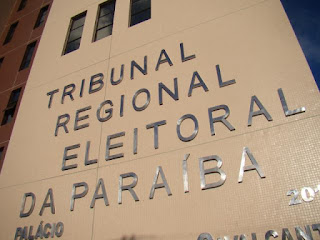 TRIBUNAL
REGIONAL
ELEITORAL
DA PARAÍBA
PALÁCIO